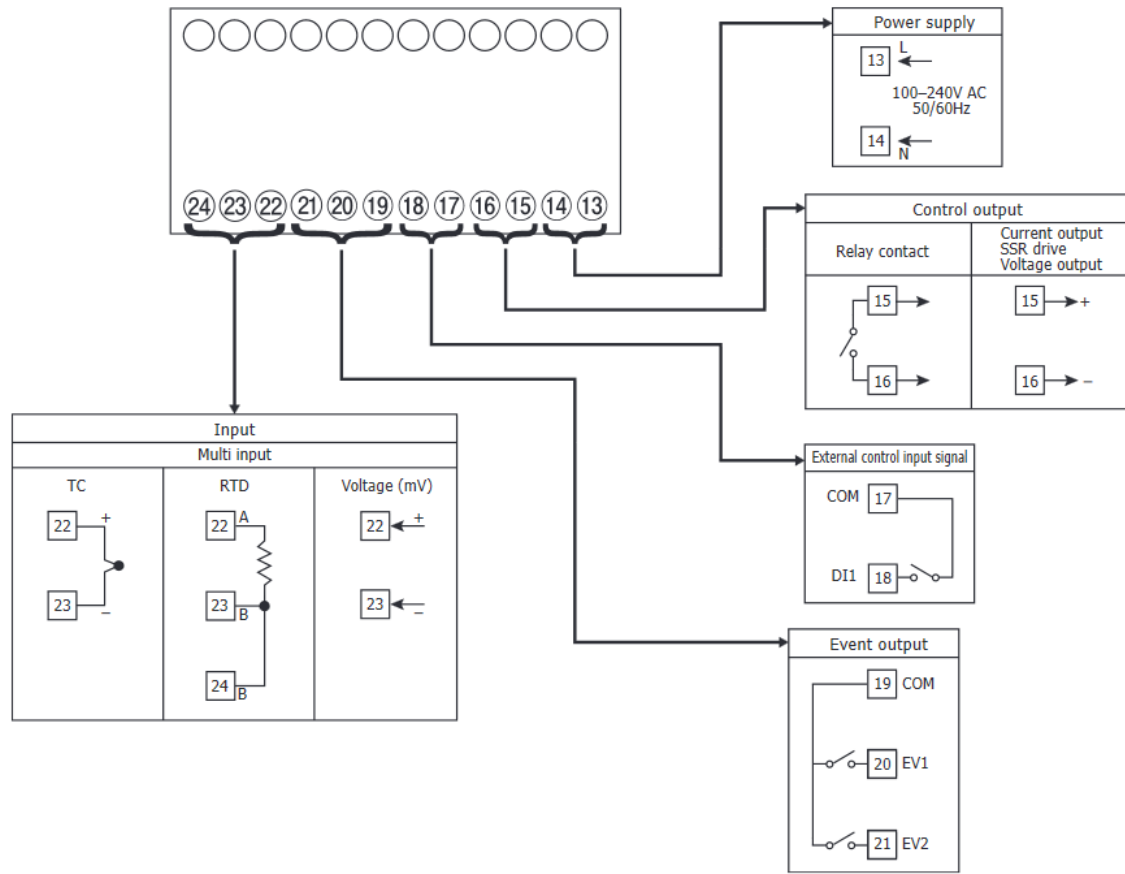 24 23 22 21 20 19 18 17 16 15 14 13
Power supply
13 L
100–240V AC
50/60Hz
14 N
Control output
Relay contact
Current output
SSR drive
Voltage output
15 15 +
16 16 –
Input
Multi input
TC RTD Voltage (mV)
22 + 22 A 22 +
23 – 23 B 23 –
24 B
External control input signal
COM 17
DI1 18
Event output
19 COM
20 EV1
21 EV2